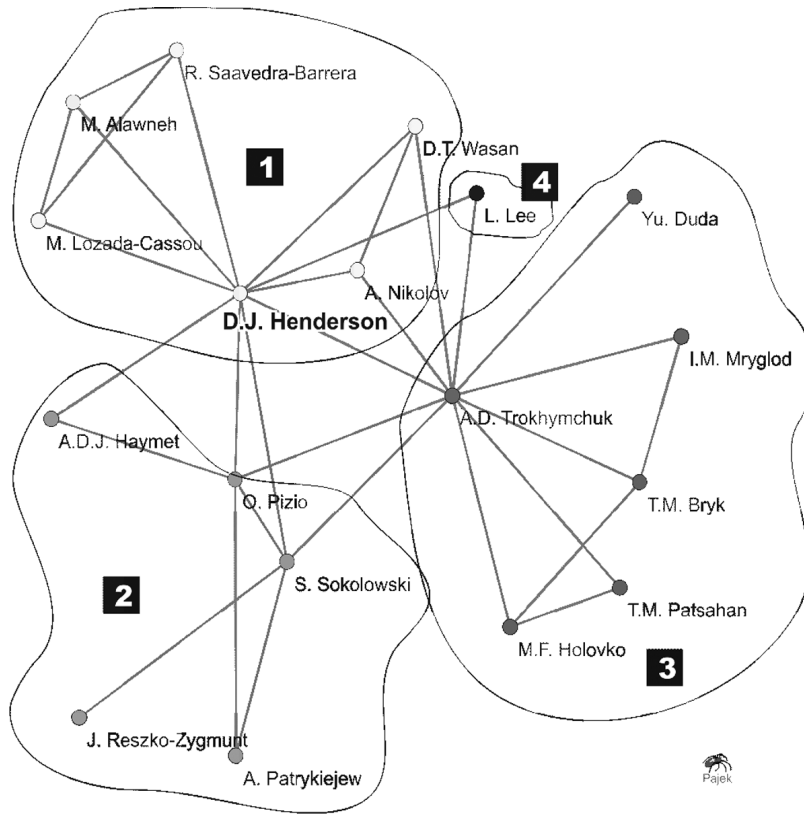 R. Saavedra-Barrera
M. Alawneh
D.T. Wasan
1
4
L. Lee
Yu. Duda
M. Lozada-Cassou
A. Nikolov
D.J. Henderson
I.M. Mryglod
A.D. Trokhymchuk
A.D.J. Haymet
O. Pizio
T.M. Bryk
S. Sokolowski
2
T.M. Patsahan
M.F. Holovko
3
J. Reszko-Zygmunt
A. Patrykiejew
Pajek